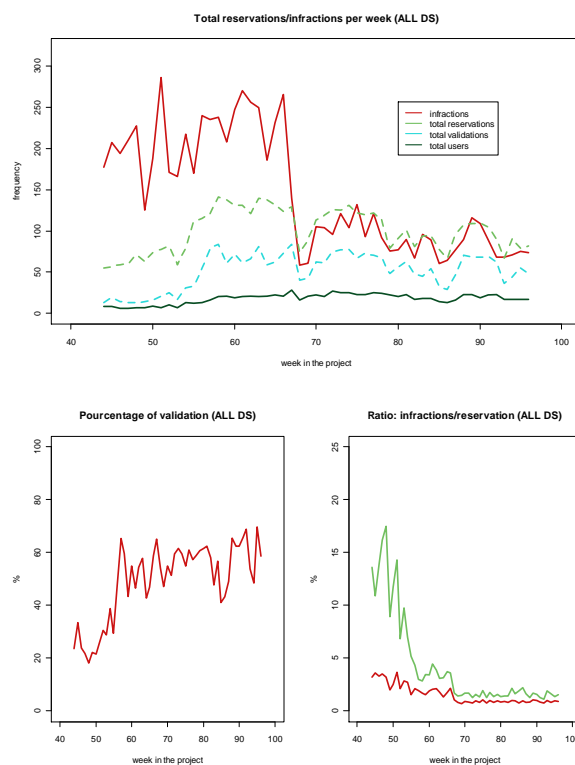 Total reservations/infractions per week (ALL DS)
300
250
200
150
100
50
0
frequency
infractions
total reservations
total validations
total users
40 50 60 70 80 90 100
week in the project
Pourcentage of validation (ALL DS)
100
80
60
40
20
0
%
40 50 60 70 80 90 100
week in the project
Ratio: infractions/reservation (ALL DS)
25
20
15
10
5
0
%
40 50 60 70 80 90 100
week in the project